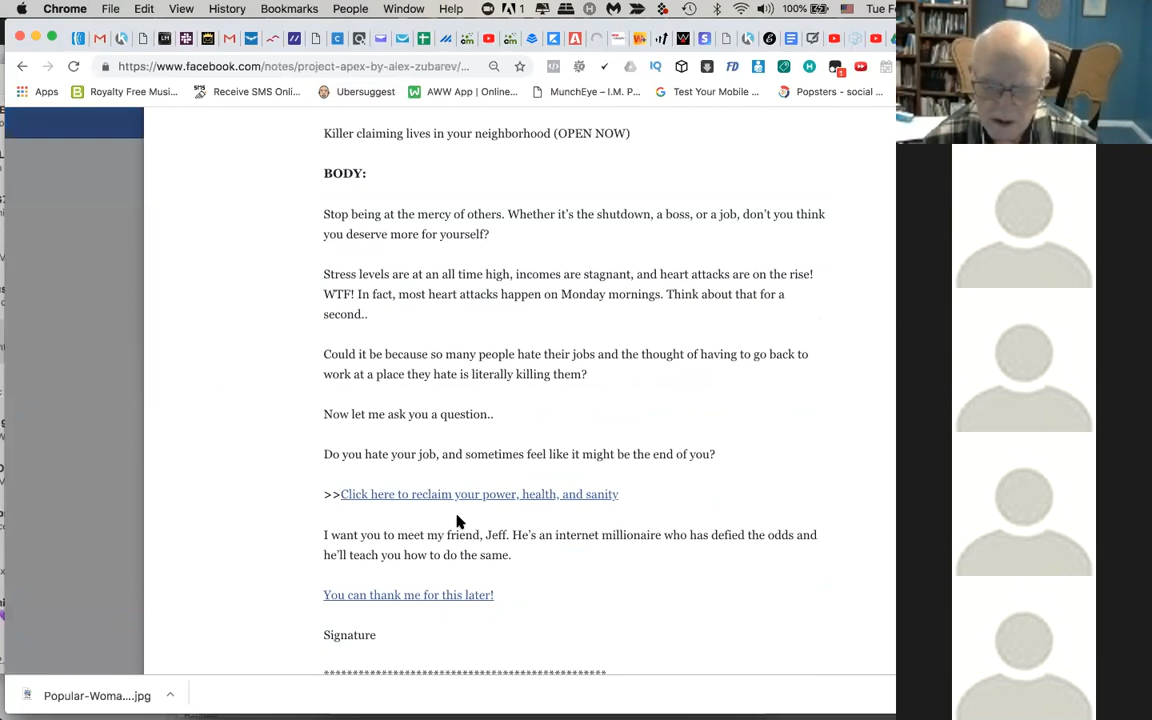 Chrome File Edit View History Bookmarks People Window Help 1 100% Tue F
https://www.facebook.com/notes/project-apex-by-alex-zubarev/...
Apps Royalty Free Musi... Receive SMS Onli... Ubersuggest AWW App | Online... MunchEye – I.M. P... Test Your Mobile ... Popsters - social ...
Killer claiming lives in your neighborhood (OPEN NOW)
BODY:
Stop being at the mercy of others. Whether it’s the shutdown, a boss, or a job, don’t you think
you deserve more for yourself?
Stress levels are at an all time high, incomes are stagnant, and heart attacks are on the rise!
WTF! In fact, most heart attacks happen on Monday mornings. Think about that for a
second..
Could it be because so many people hate their jobs and the thought of having to go back to
work at a place they hate is literally killing them?
Now let me ask you a question..
Do you hate your job, and sometimes feel like it might be the end of you?
>>Click here to reclaim your power, health, and sanity
I want you to meet my friend, Jeff. He’s an internet millionaire who has defied the odds and
he’ll teach you how to do the same.
You can thank me for this later!
Signature
**********************************************
Popular-Woma....jpg